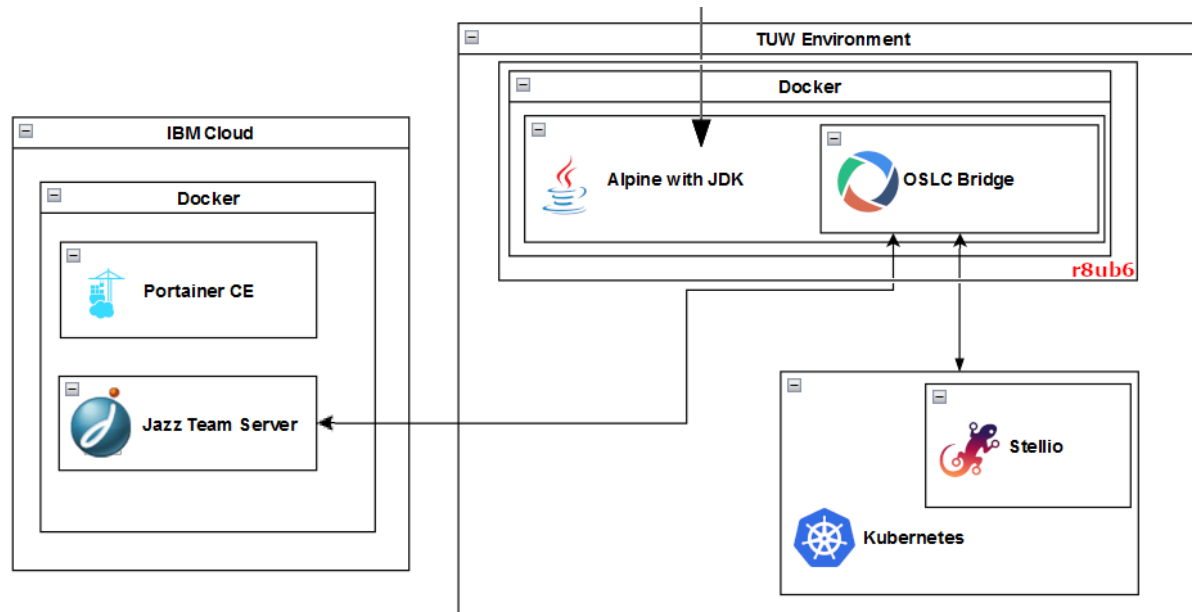 TUW Environment
Docker
Alpine with JDK
OSLC Bridge
r8ub6
IBM Cloud
Docker
Portainer CE
Jazz Team Server
Stellio
Kubernetes